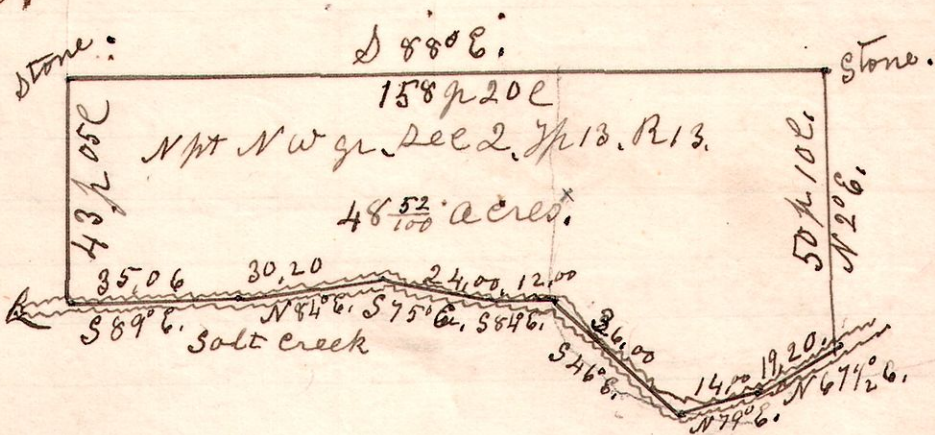 S 88° E.
Stone.
Stone.
158 p 20 l
N pt N W qr. Sec 2. Tp 13. R 13.
43 p 05 l
48 52/100 acres.
50 p 10 l.
N 2° E.
35,06
30,20
24,00
12,00
S 89° E.
N 84° E.
S 75° E.
S 84 E.
Salt Creek
36,00
S 46° E.
14,00
19,20.
N 79° E.
N 67 1/2° E.